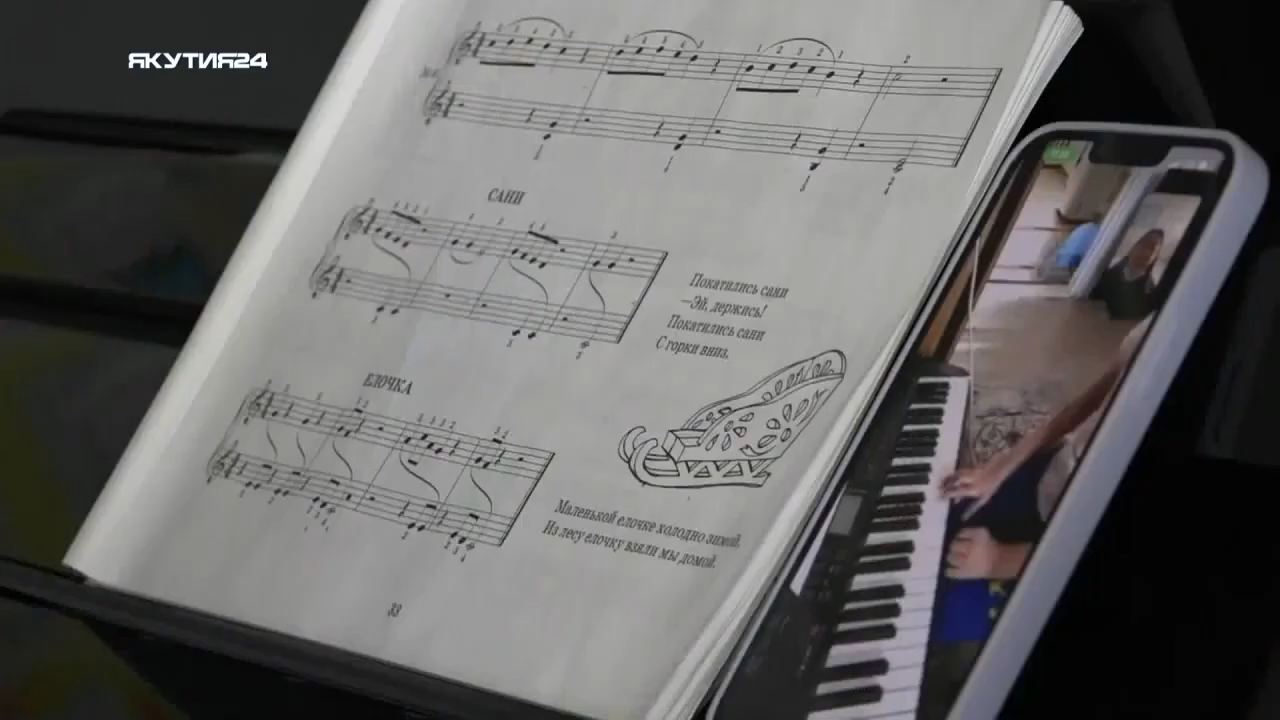 ЯКУТИЯ24
САНИ
Покатились сани
—Эй, держись!
Покатились сани
С горки вниз.
ЕЛОЧКА
Маленькой елочке холодно зимой,
Из лесу елочку взяли мы домой.
33